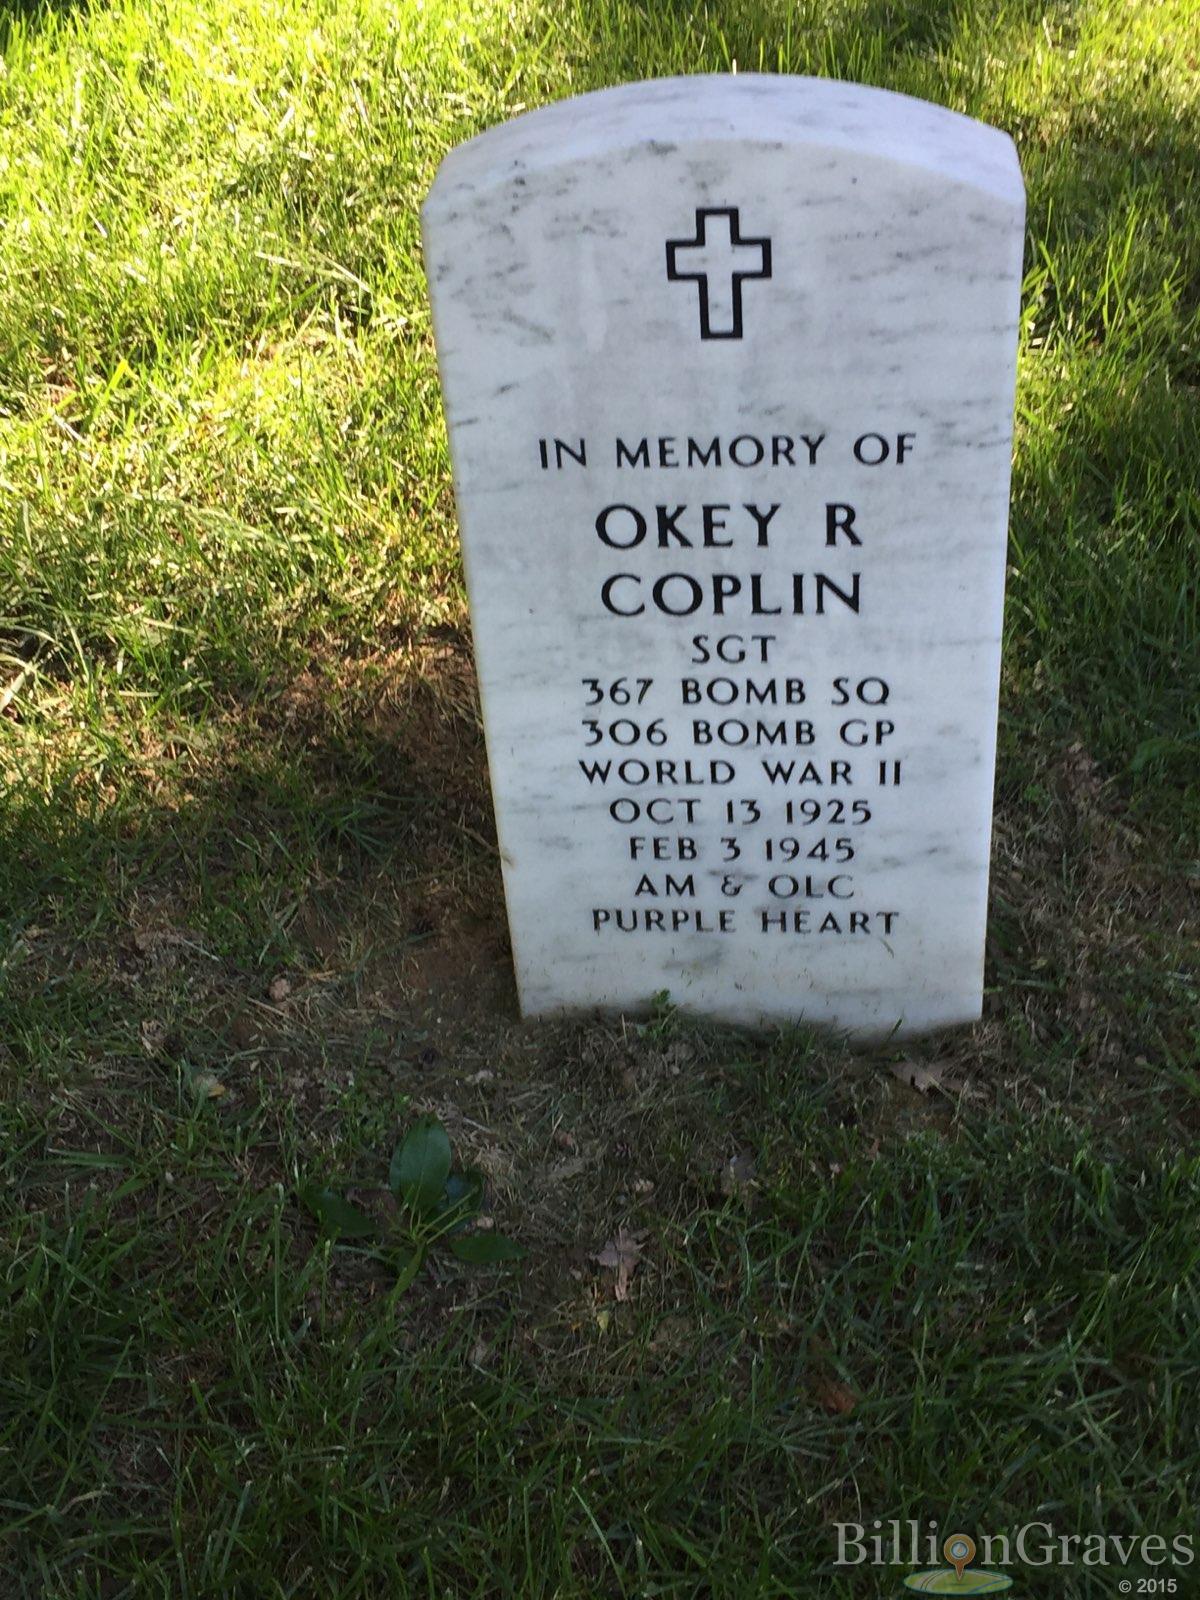 IN MEMORY OF
OKEY R
COPLIN
SGT
367 BOMB SQ
306 BOMB GP
WORLD WAR II
OCT 13 1925
FEB 3 1945
AM & OLC
PURPLE HEART
BillionGraves
© 2015